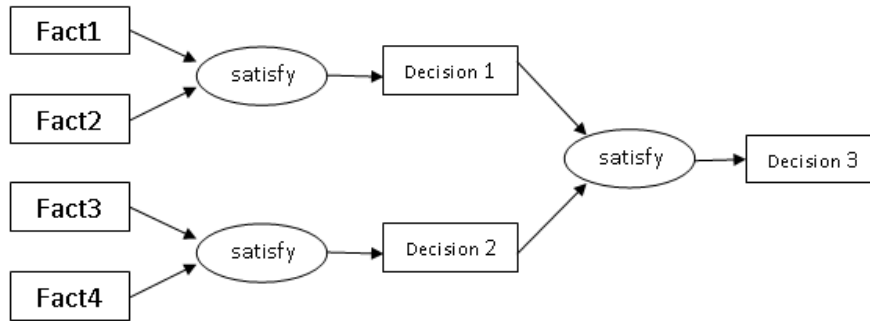 Fact1
Fact2
satisfy
Decision 1
Fact3
Fact4
satisfy
Decision 2
satisfy
Decision 3